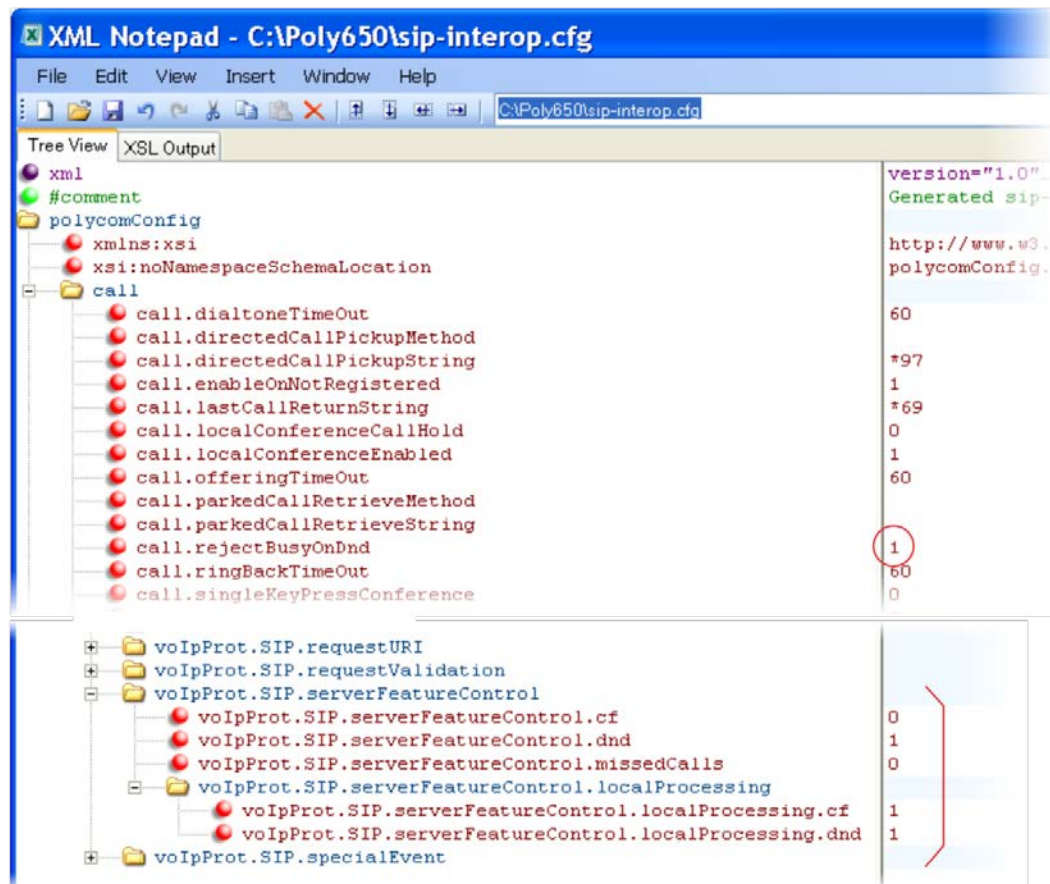 XML Notepad - C:\Poly650\sip-interop.cfg
File Edit View Insert Window Help
C:\Poly650\sip-interop.cfg
Tree View XSL Output
xml version="1.0"
#comment Generated sip-
polycomConfig
xmlns:xsi http://www.w3.
xsi:noNamespaceSchemaLocation polycomConfig.
call
call.dialtoneTimeOut 60
call.directedCallPickupMethod
call.directedCallPickupString *97
call.enableOnNotRegistered 1
call.lastCallReturnString *69
call.localConferenceCallHold 0
call.localConferenceEnabled 1
call.offeringTimeOut 60
call.parkedCallRetrieveMethod
call.parkedCallRetrieveString
call.rejectBusyOnDnd 1
call.ringBackTimeOut 60
call.singleKeyPressConference 0
voIpProt.SIP.requestURI
voIpProt.SIP.requestValidation
voIpProt.SIP.serverFeatureControl
voIpProt.SIP.serverFeatureControl.cf 0
voIpProt.SIP.serverFeatureControl.dnd 1
voIpProt.SIP.serverFeatureControl.missedCalls 0
voIpProt.SIP.serverFeatureControl.localProcessing
voIpProt.SIP.serverFeatureControl.localProcessing.cf 1
voIpProt.SIP.serverFeatureControl.localProcessing.dnd 1
voIpProt.SIP.specialEvent